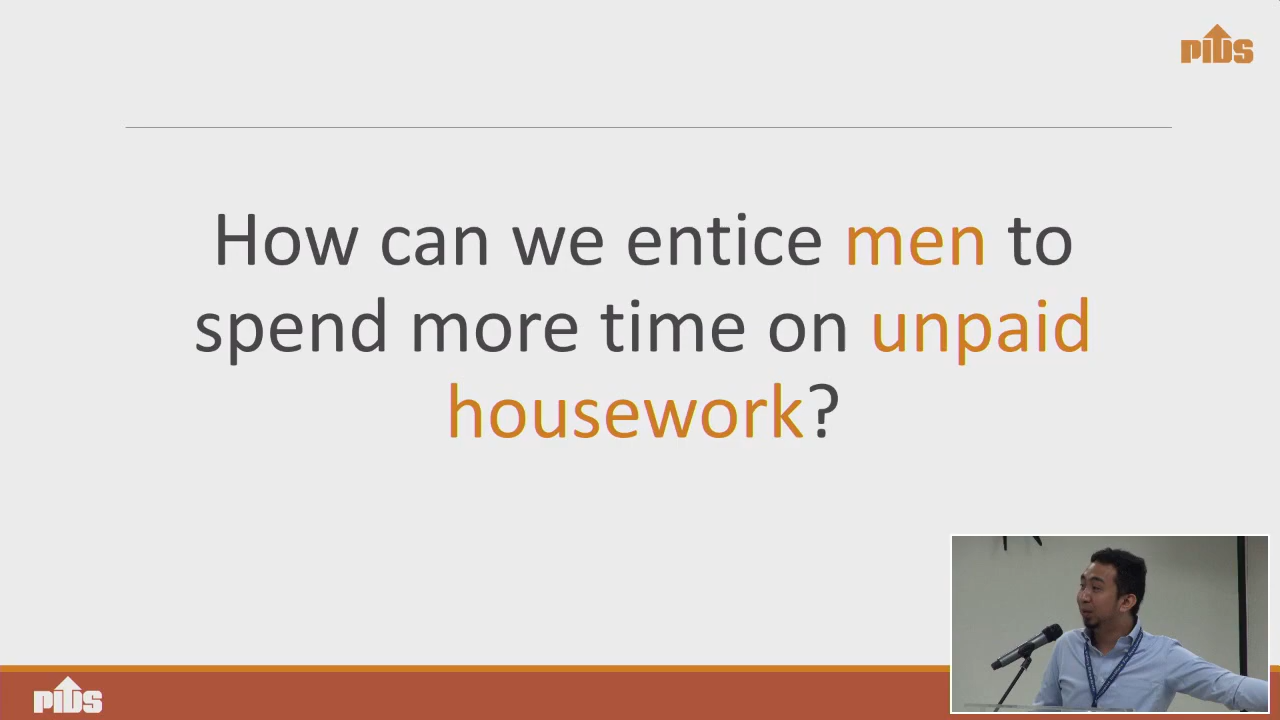 PIDS
How can we entice men to
spend more time on unpaid
housework?
PIDS